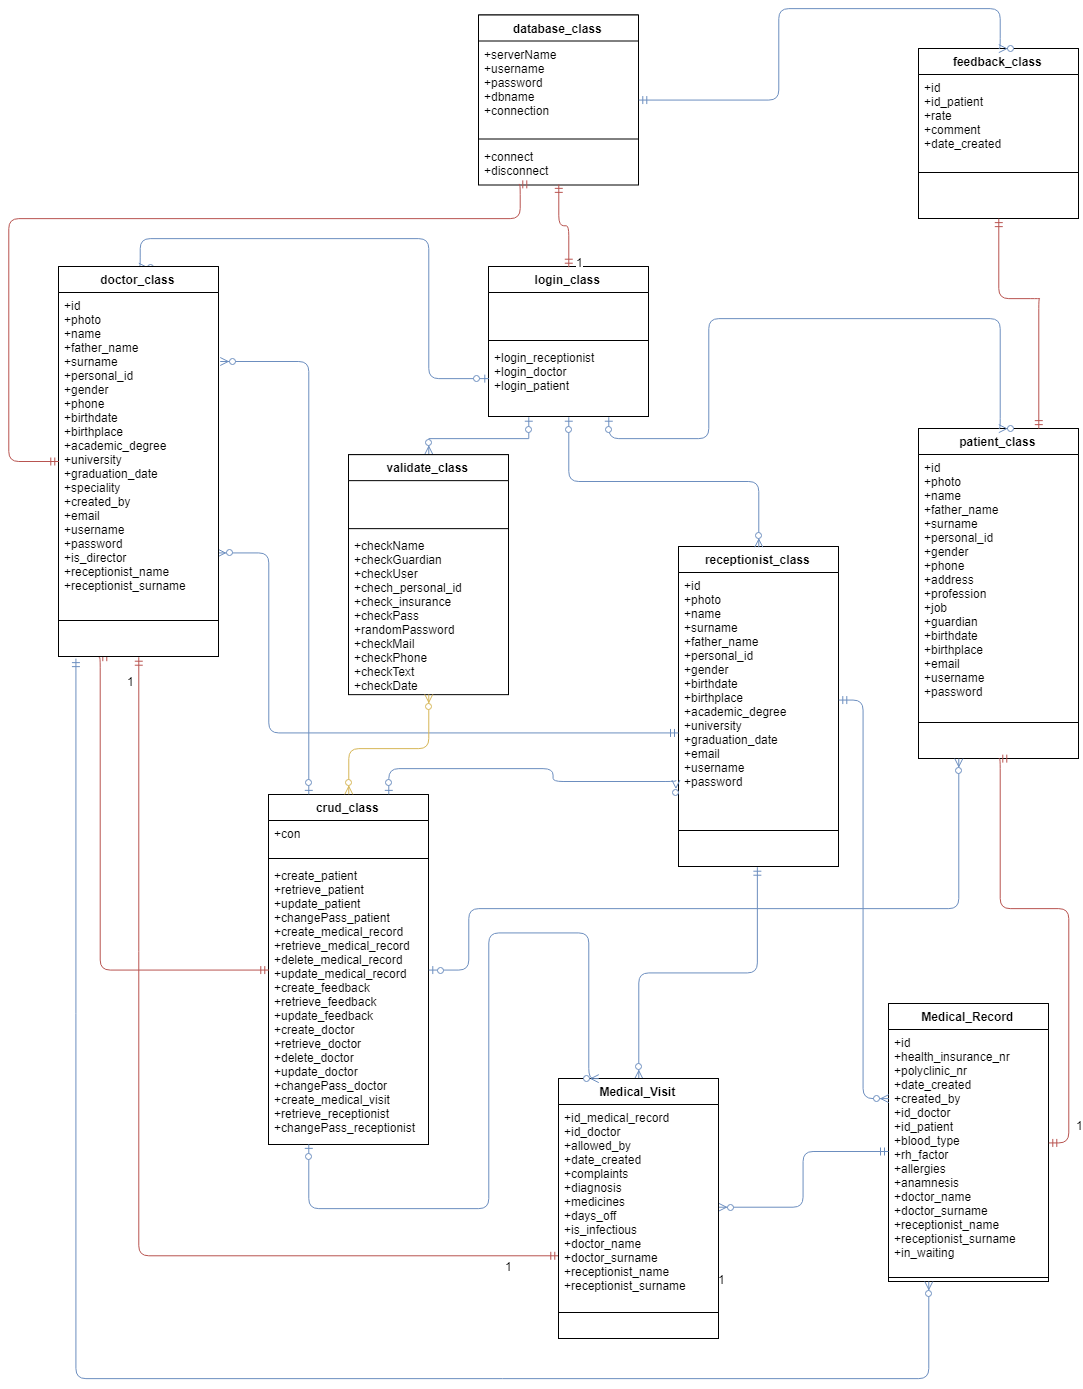 database_class
+serverName
+username
+password
+dbname
+connection
+connect
+disconnect
feedback_class
+id
+id_patient
+rate
+comment
+date_created
doctor_class
+id
+photo
+name
+father_name
+surname
+personal_id
+gender
+phone
+birthdate
+birthplace
+academic_degree
+university
+graduation_date
+speciality
+created_by
+email
+username
+password
+is_director
+receptionist_name
+receptionist_surname
1
1
login_class
+login_receptionist
+login_doctor
+login_patient
validate_class
+checkName
+checkGuardian
+checkUser
+chech_personal_id
+check_insurance
+checkPass
+randomPassword
+checkMail
+checkPhone
+checkText
+checkDate
receptionist_class
+id
+photo
+name
+surname
+father_name
+personal_id
+gender
+birthdate
+birthplace
+academic_degree
+university
+graduation_date
+email
+username
+password
patient_class
+id
+photo
+name
+father_name
+surname
+personal_id
+gender
+phone
+address
+profession
+job
+guardian
+birthdate
+birthplace
+email
+username
+password
crud_class
+con
+create_patient
+retrieve_patient
+update_patient
+changePass_patient
+create_medical_record
+retrieve_medical_record
+delete_medical_record
+update_medical_record
+create_feedback
+retrieve_feedback
+update_feedback
+create_doctor
+retrieve_doctor
+delete_doctor
+update_doctor
+changePass_doctor
+create_medical_visit
+retrieve_receptionist
+changePass_receptionist
Medical_Visit
+id_medical_record
+id_doctor
+allowed_by
+date_created
+complaints
+diagnosis
+medicines
+days_off
+is_infectious
+doctor_name
+doctor_surname
+receptionist_name
+receptionist_surname
1
1
Medical_Record
+id
+health_insurance_nr
+polyclinic_nr
+date_created
+created_by
+id_doctor
+id_patient
+blood_type
+rh_factor
+allergies
+anamnesis
+doctor_name
+doctor_surname
+receptionist_name
+receptionist_surname
+in_waiting
1